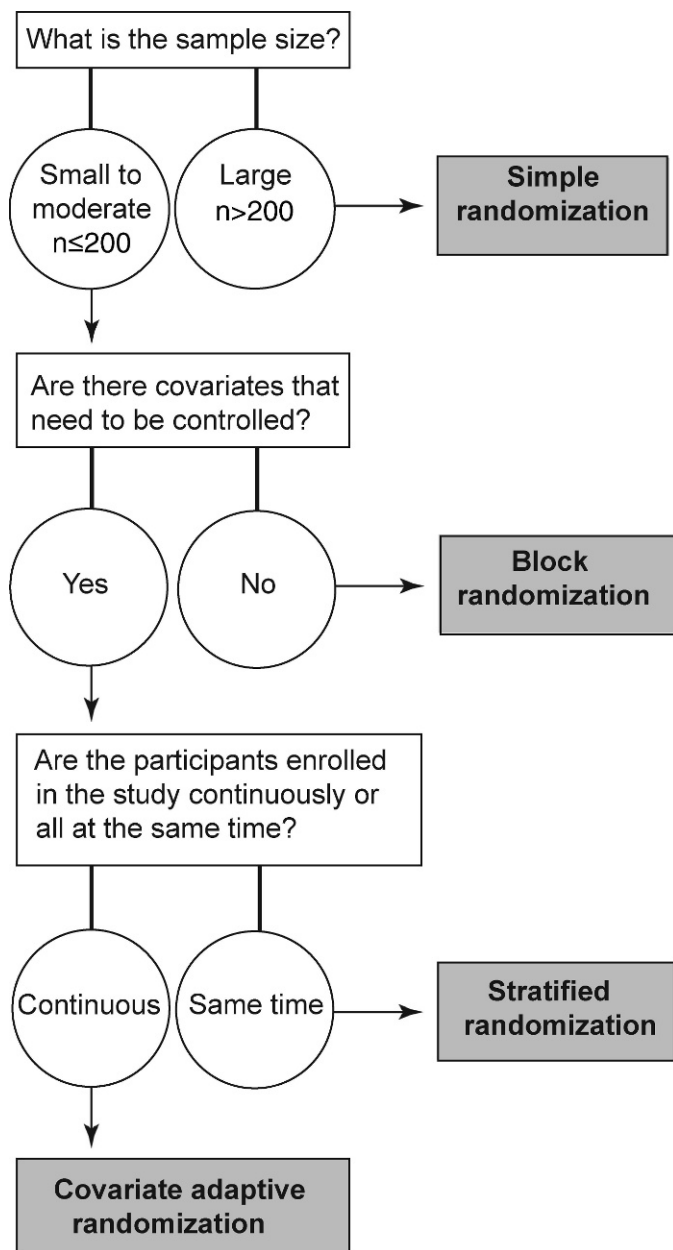 What is the sample size?
Small to
moderate
n≤200
Large
n>200
Simple
randomization
Are there covariates that
need to be controlled?
Yes
No
Block
randomization
Are the participants enrolled
in the study continuously or
all at the same time?
Continuous
Same time
Stratified
randomization
Covariate adaptive
randomization